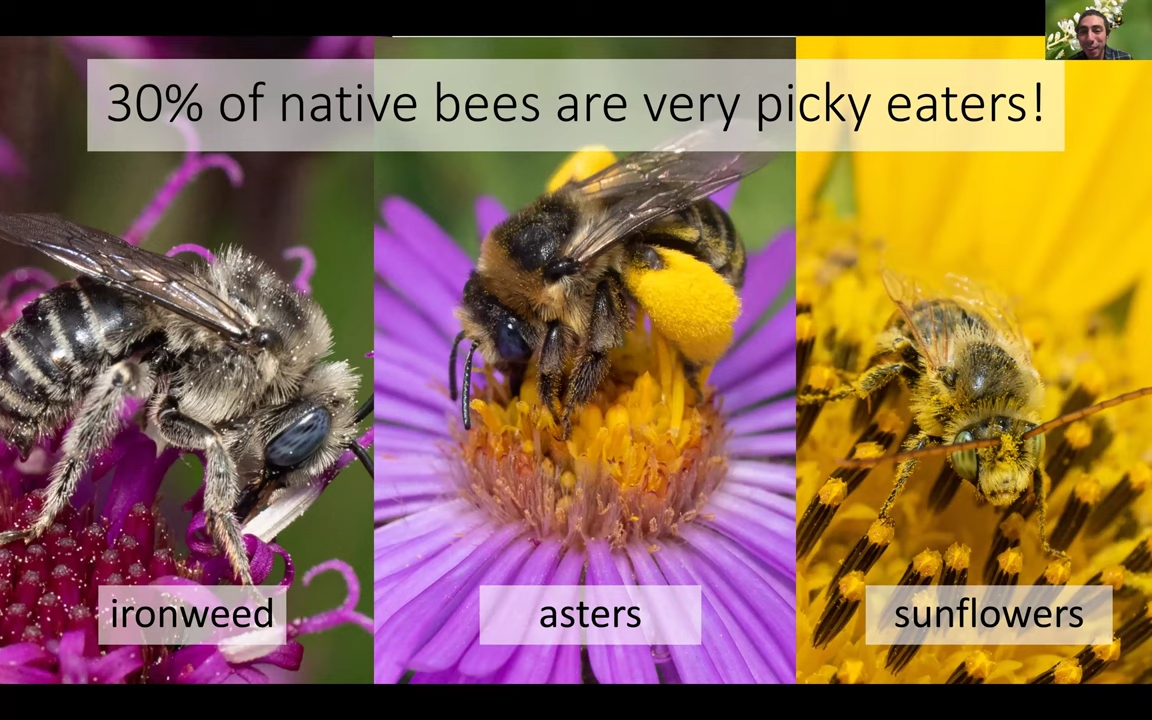 30% of native bees are very picky eaters!
ironweed
asters
sunflowers